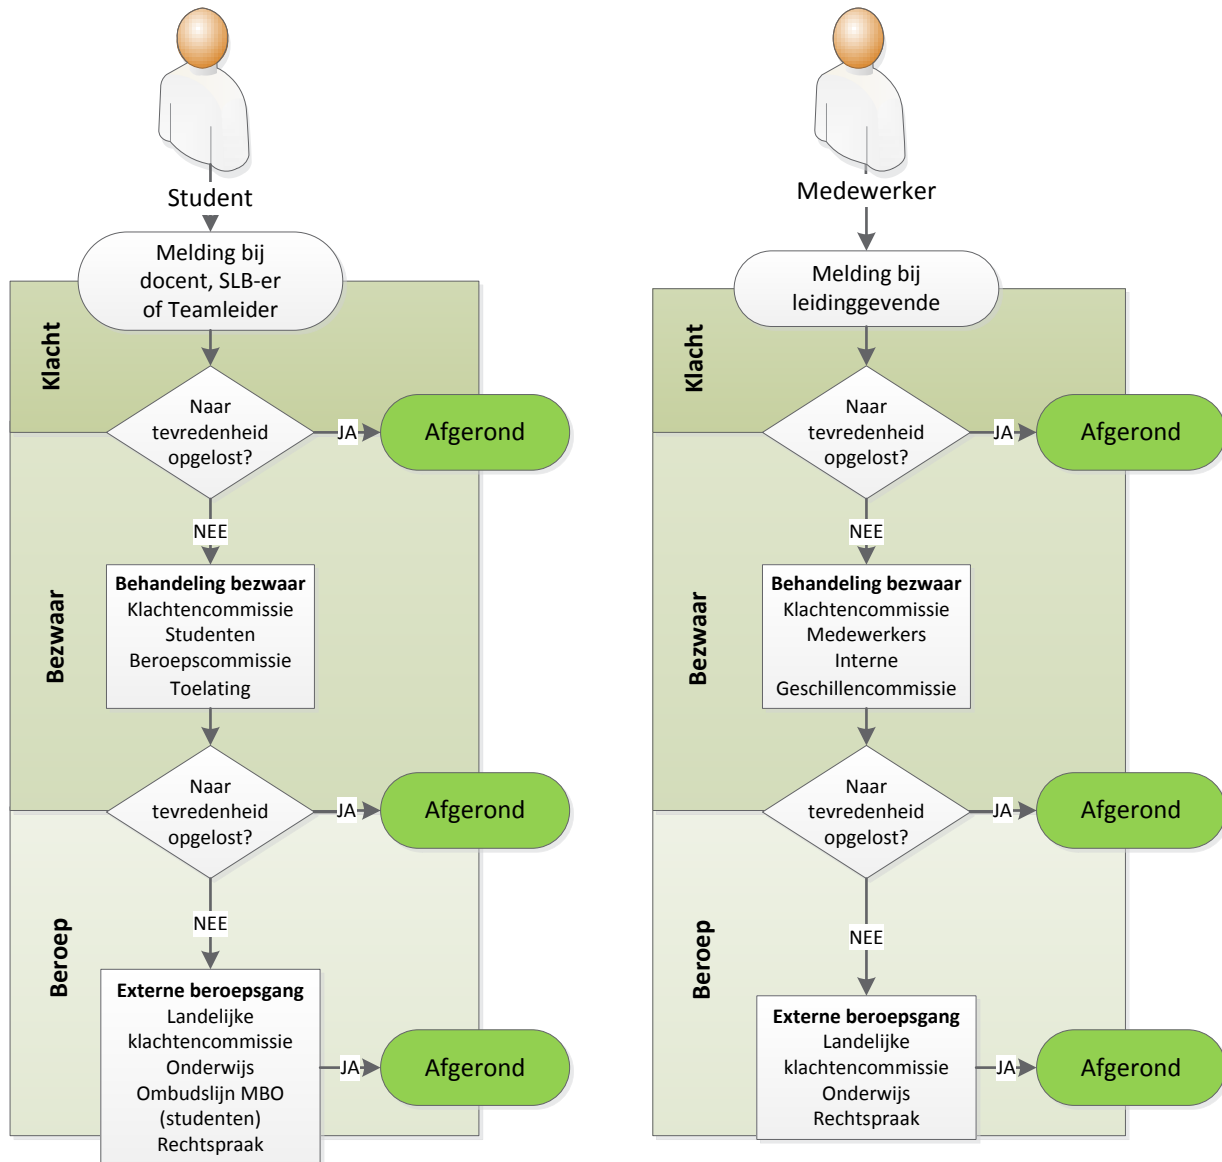 Student
Melding bij
docent, SLB-er
of Teamleider
Klacht
Naar
tevredenheid
opgelost?
JA
Afgerond
NEE
Bezwaar
Behandeling bezwaar
Klachtencommissie
Studenten
Beroepscommissie
Toelating
Naar
tevredenheid
opgelost?
JA
Afgerond
NEE
Beroep
Externe beroepsgang
Landelijke
klachtencommissie
Onderwijs
Ombudslijn MBO
(studenten)
Rechtspraak
JA
Afgerond
Medewerker
Melding bij
leidinggevende
Klacht
Naar
tevredenheid
opgelost?
JA
Afgerond
NEE
Bezwaar
Behandeling bezwaar
Klachtencommissie
Medewerkers
Interne
Geschillencommissie
Naar
tevredenheid
opgelost?
JA
Afgerond
NEE
Beroep
Externe beroepsgang
Landelijke
klachtencommissie
Onderwijs
Rechtspraak
JA
Afgerond